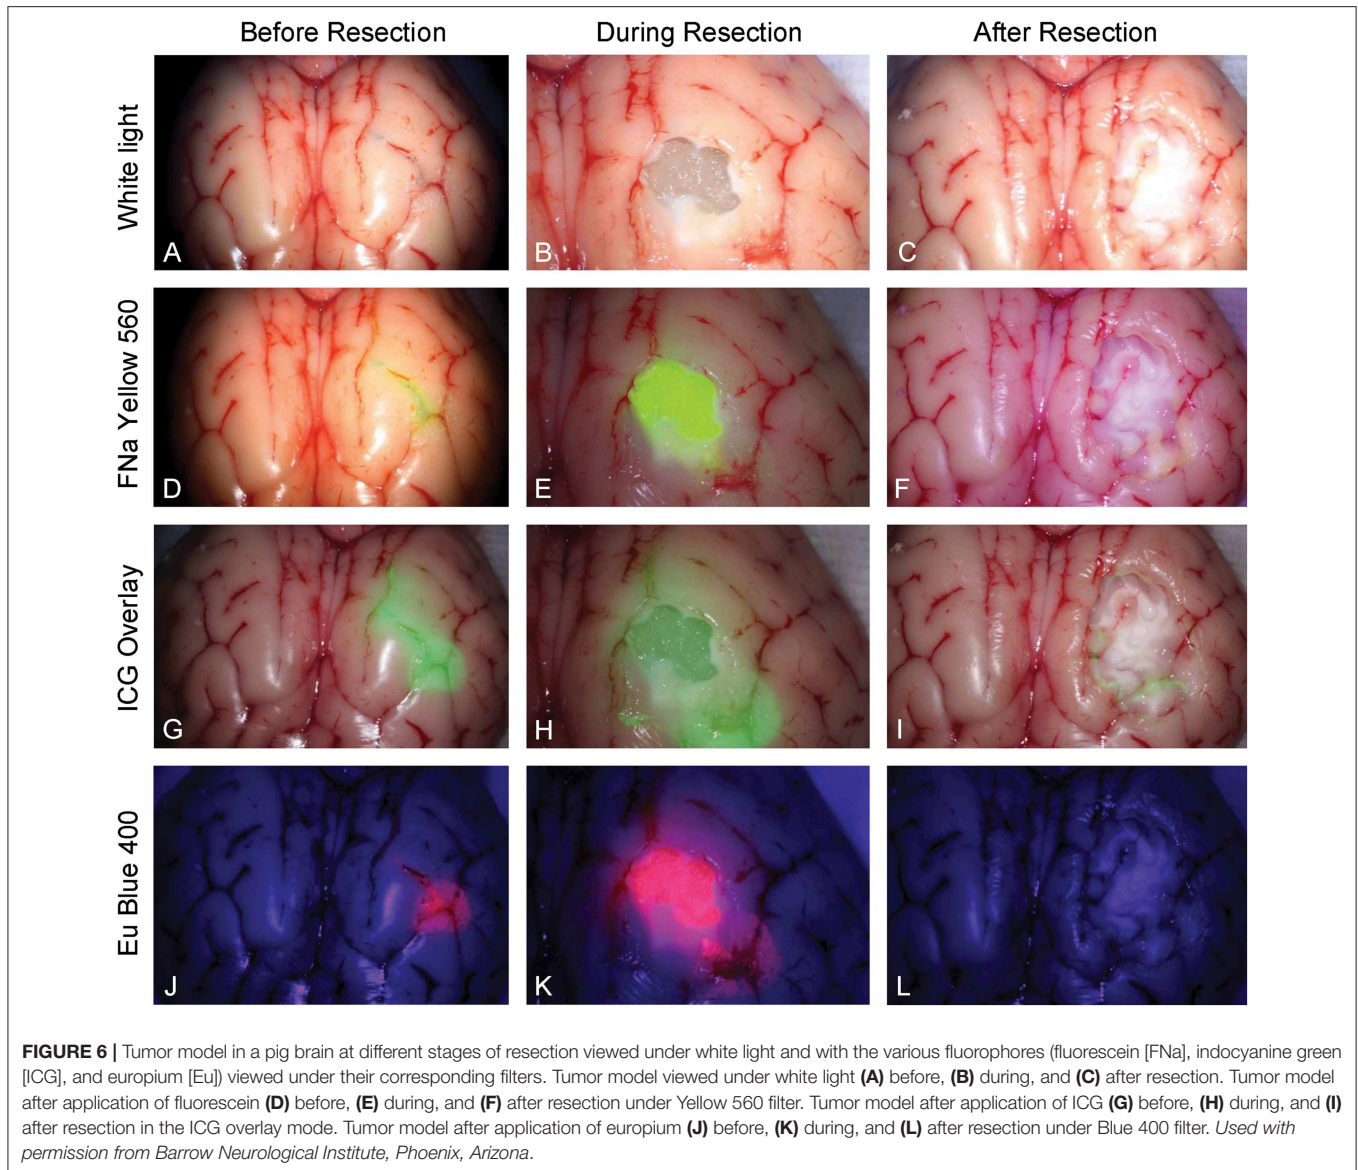 Before Resection
During Resection
After Resection
White light
A
B
C
FNa Yellow 560
D
E
F
ICG Overlay
G
H
I
Eu Blue 400
J
K
L
FIGURE 6 | Tumor model in a pig brain at different stages of resection viewed under white light and with the various fluorophores (fluorescein [FNa], indocyanine green
[ICG], and europium [Eu]) viewed under their corresponding filters. Tumor model viewed under white light (A) before, (B) during, and (C) after resection. Tumor model
after application of fluorescein (D) before, (E) during, and (F) after resection under Yellow 560 filter. Tumor model after application of ICG (G) before, (H) during, and (I)
after resection in the ICG overlay mode. Tumor model after application of europium (J) before, (K) during, and (L) after resection under Blue 400 filter. Used with
permission from Barrow Neurological Institute, Phoenix, Arizona.